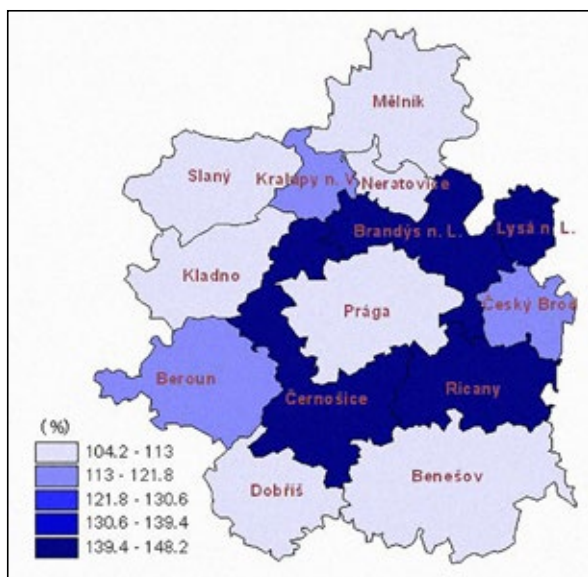 Mělník
Slaný
Kralupy n. V.
Neratovice
Brandýs n. L.
Lysá n. L.
Kladno
Prága
Český Brod
Beroun
Černošice
Ricany
Dobříš
Benešov
(%)
104.2 - 113
113 - 121.8
121.8 - 130.6
130.6 - 139.4
139.4 - 148.2